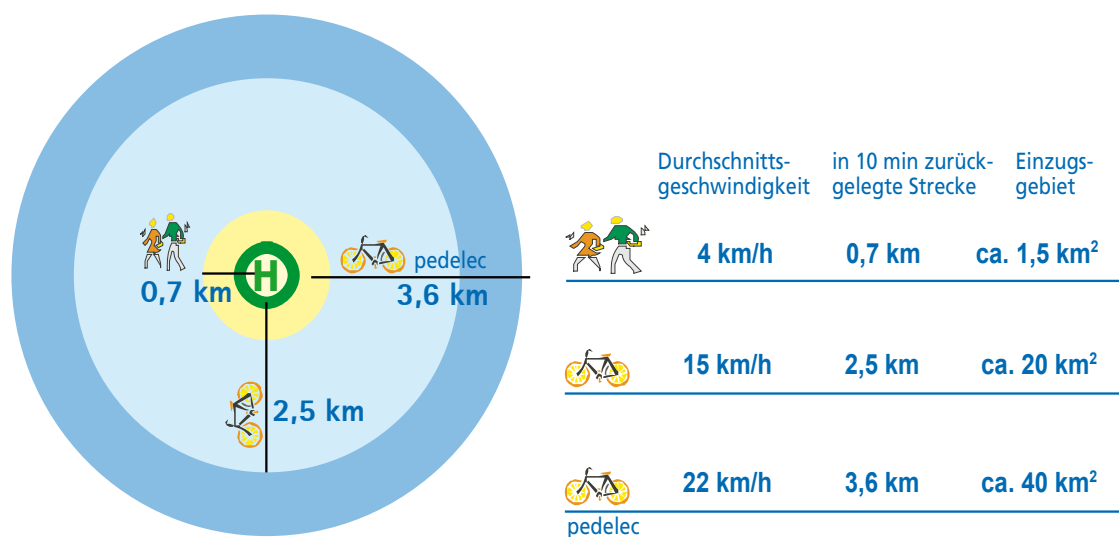 H
pedelec
0,7 km
3,6 km
2,5 km
Durchschnitts-
geschwindigkeit
in 10 min zurück-
gelegte Strecke
Einzugs-
gebiet
4 km/h
0,7 km
ca. 1,5 km²
15 km/h
2,5 km
ca. 20 km²
22 km/h
3,6 km
ca. 40 km²
pedelec